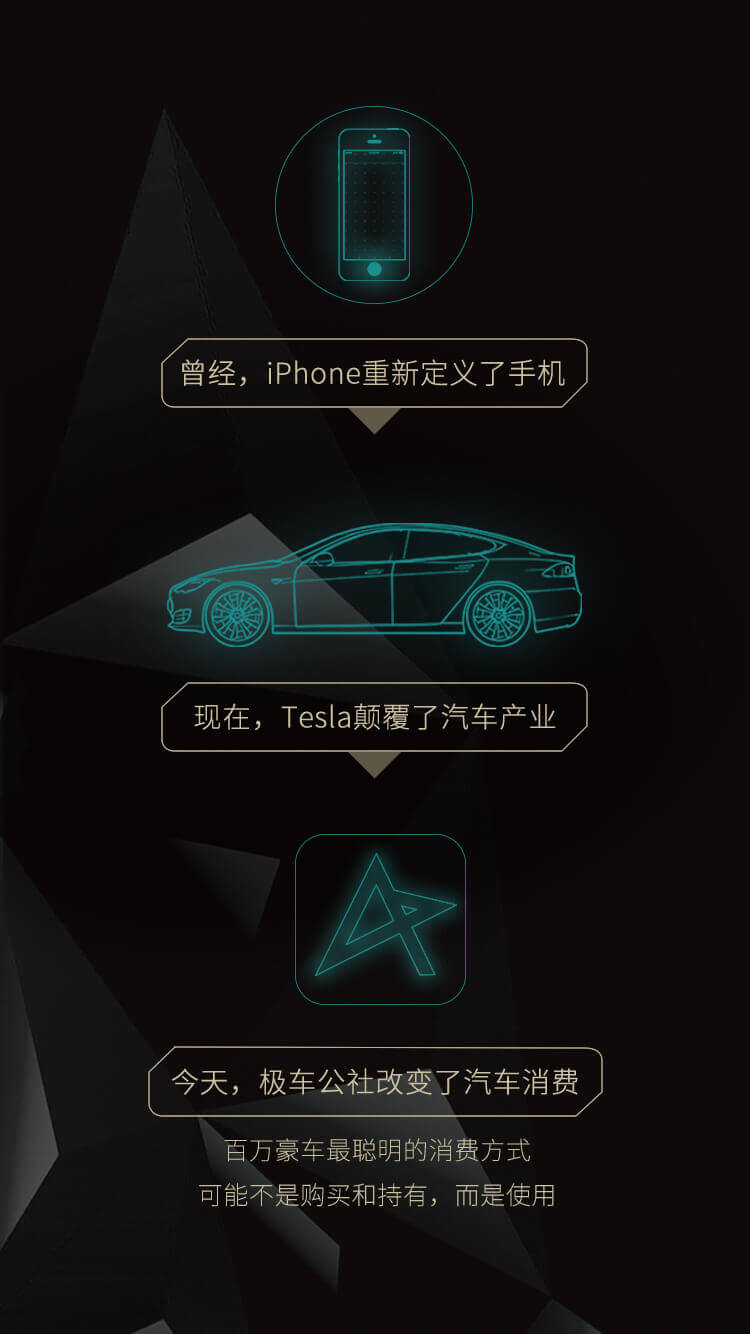 曾经，iPhone重新定义了手机
现在，Tesla颠覆了汽车产业
今天，极车公社改变了汽车消费
百万豪车最聪明的消费方式
可能不是购买和持有，而是使用